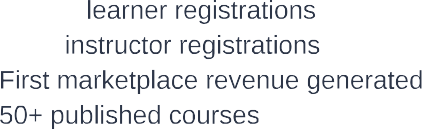 learner registrations
instructor registrations
First marketplace revenue generated
50+ published courses